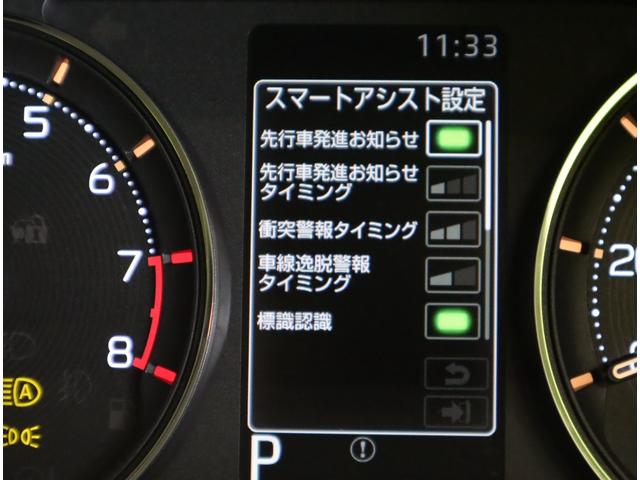 11:33
スマートアシスト設定
先行車発進お知らせ
先行車発進お知らせ
タイミング
衝突警報タイミング
車線逸脱警報
タイミング
標識認識
5
6
7
8
20
A
P